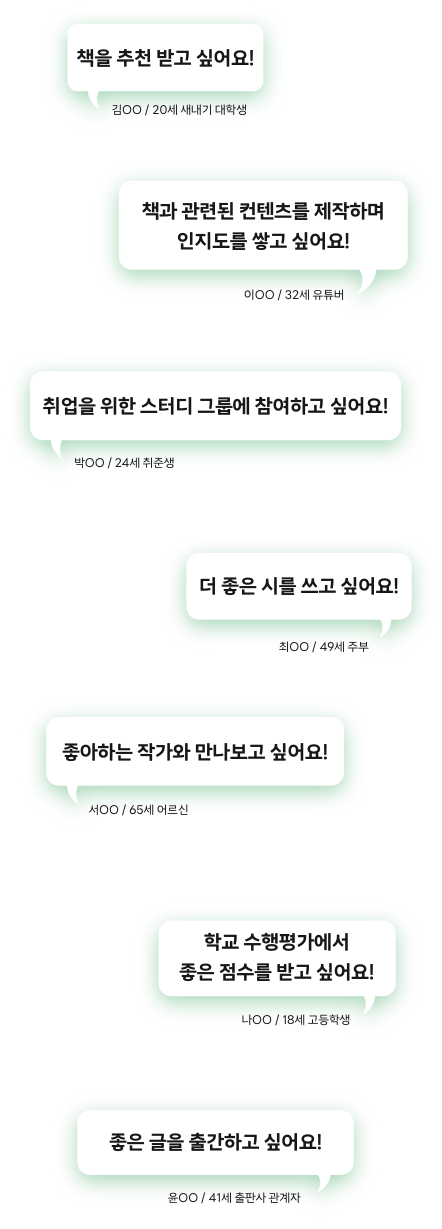 책을 추천 받고 싶어요!
김OO / 20세 새내기 대학생
책과 관련된 컨텐츠를 제작하며
인지도를 쌓고 싶어요!
이OO / 32세 유튜버
취업을 위한 스터디 그룹에 참여하고 싶어요!
박OO / 24세 취준생
더 좋은 시를 쓰고 싶어요!
최OO / 49세 주부
좋아하는 작가와 만나보고 싶어요!
서OO / 65세 어르신
학교 수행평가에서
좋은 점수를 받고 싶어요!
나OO / 18세 고등학생
좋은 글을 출간하고 싶어요!
윤OO / 41세 출판사 관계자